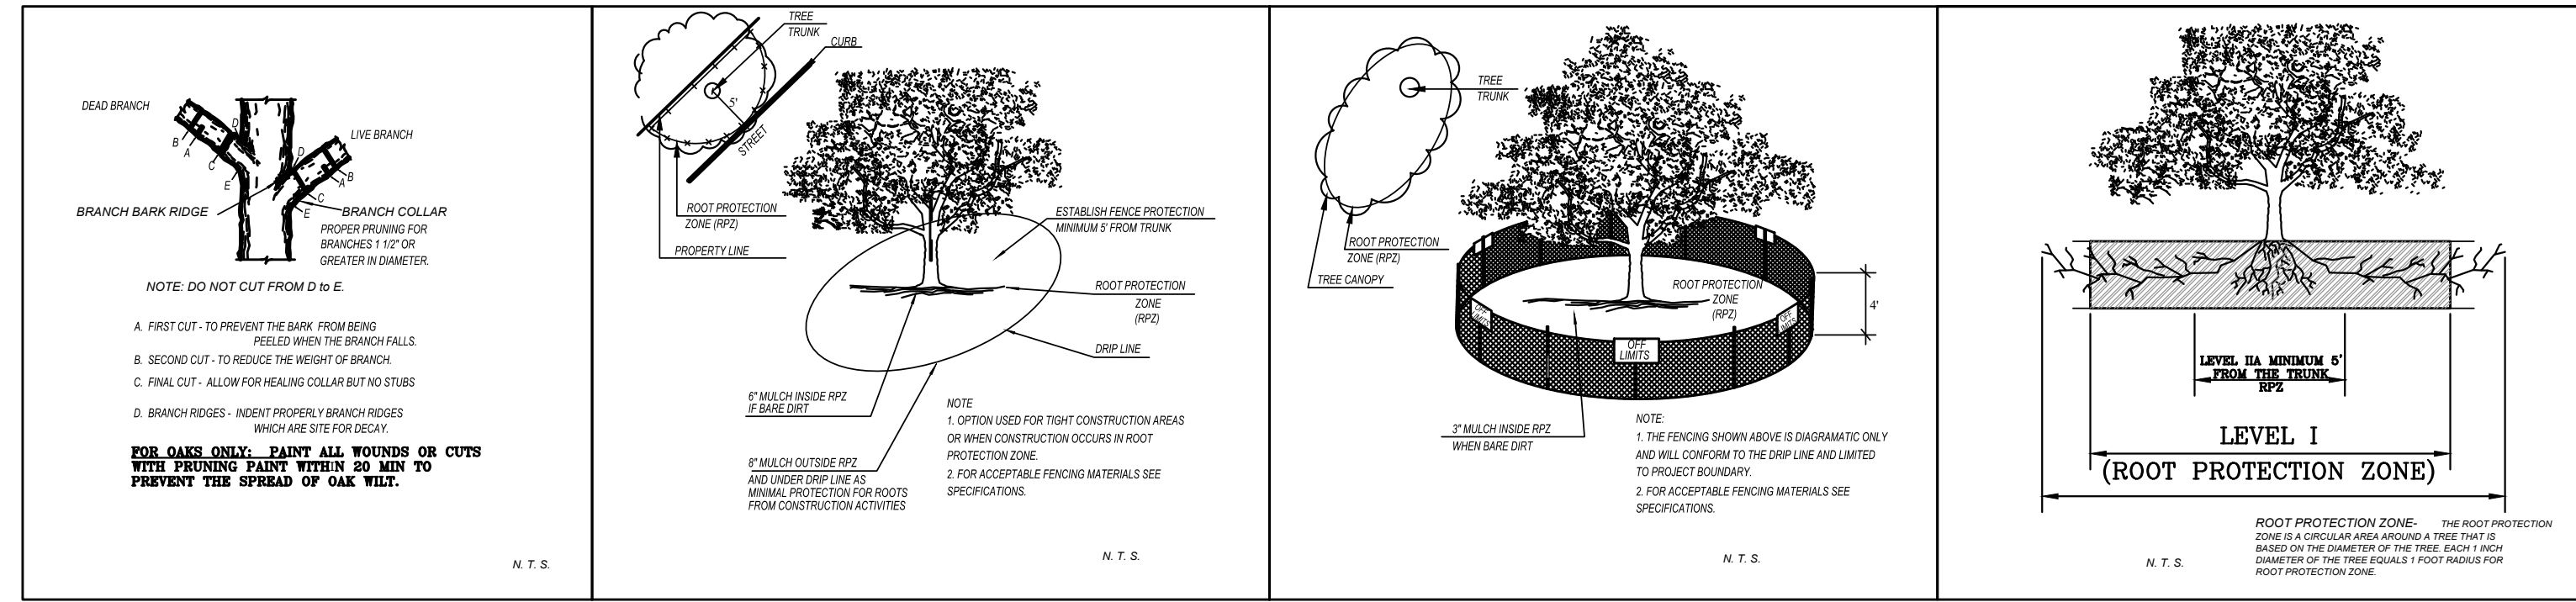 DEAD BRANCH
LIVE BRANCH
D
B
A
C
E
D
B
A
C
E
BRANCH BARK RIDGE
BRANCH COLLAR
PROPER PRUNING FOR
BRANCHES 1 1/2" OR
GREATER IN DIAMETER.
NOTE: DO NOT CUT FROM D to E.
A. FIRST CUT - TO PREVENT THE BARK FROM BEING
PEELED WHEN THE BRANCH FALLS.
B. SECOND CUT - TO REDUCE THE WEIGHT OF BRANCH.
C. FINAL CUT - ALLOW FOR HEALING COLLAR BUT NO STUBS
D. BRANCH RIDGES - INDENT PROPERLY BRANCH RIDGES
WHICH ARE SITE FOR DECAY.
FOR OAKS ONLY: PAINT ALL WOUNDS OR CUTS
WITH PRUNING PAINT WITHIN 20 MIN TO
PREVENT THE SPREAD OF OAK WILT.
N. T. S.
TREE
TRUNK
CURB
5'
STREET
ROOT PROTECTION
ZONE (RPZ)
PROPERTY LINE
ESTABLISH FENCE PROTECTION
MINIMUM 5' FROM TRUNK
ROOT PROTECTION
ZONE
(RPZ)
DRIP LINE
6" MULCH INSIDE RPZ
IF BARE DIRT
8" MULCH OUTSIDE RPZ
AND UNDER DRIP LINE AS
MINIMAL PROTECTION FOR ROOTS
FROM CONSTRUCTION ACTIVITIES
NOTE
1. OPTION USED FOR TIGHT CONSTRUCTION AREAS
OR WHEN CONSTRUCTION OCCURS IN ROOT
PROTECTION ZONE.
2. FOR ACCEPTABLE FENCING MATERIALS SEE
SPECIFICATIONS.
N. T. S.
TREE
TRUNK
ROOT PROTECTION
ZONE (RPZ)
TREE CANOPY
ROOT PROTECTION
ZONE
(RPZ)
4'
OFF
LIMITS
OFF
LIMITS
OFF
LIMITS
3" MULCH INSIDE RPZ
WHEN BARE DIRT
NOTE:
1. THE FENCING SHOWN ABOVE IS DIAGRAMATIC ONLY
AND WILL CONFORM TO THE DRIP LINE AND LIMITED
TO PROJECT BOUNDARY.
2. FOR ACCEPTABLE FENCING MATERIALS SEE
SPECIFICATIONS.
N. T. S.
LEVEL IIA MINIMUM 5'
FROM THE TRUNK
RPZ
LEVEL I
(ROOT PROTECTION ZONE)
ROOT PROTECTION ZONE- THE ROOT PROTECTION
ZONE IS A CIRCULAR AREA AROUND A TREE THAT IS
BASED ON THE DIAMETER OF THE TREE. EACH 1 INCH
DIAMETER OF THE TREE EQUALS 1 FOOT RADIUS FOR
ROOT PROTECTION ZONE.
N. T. S.